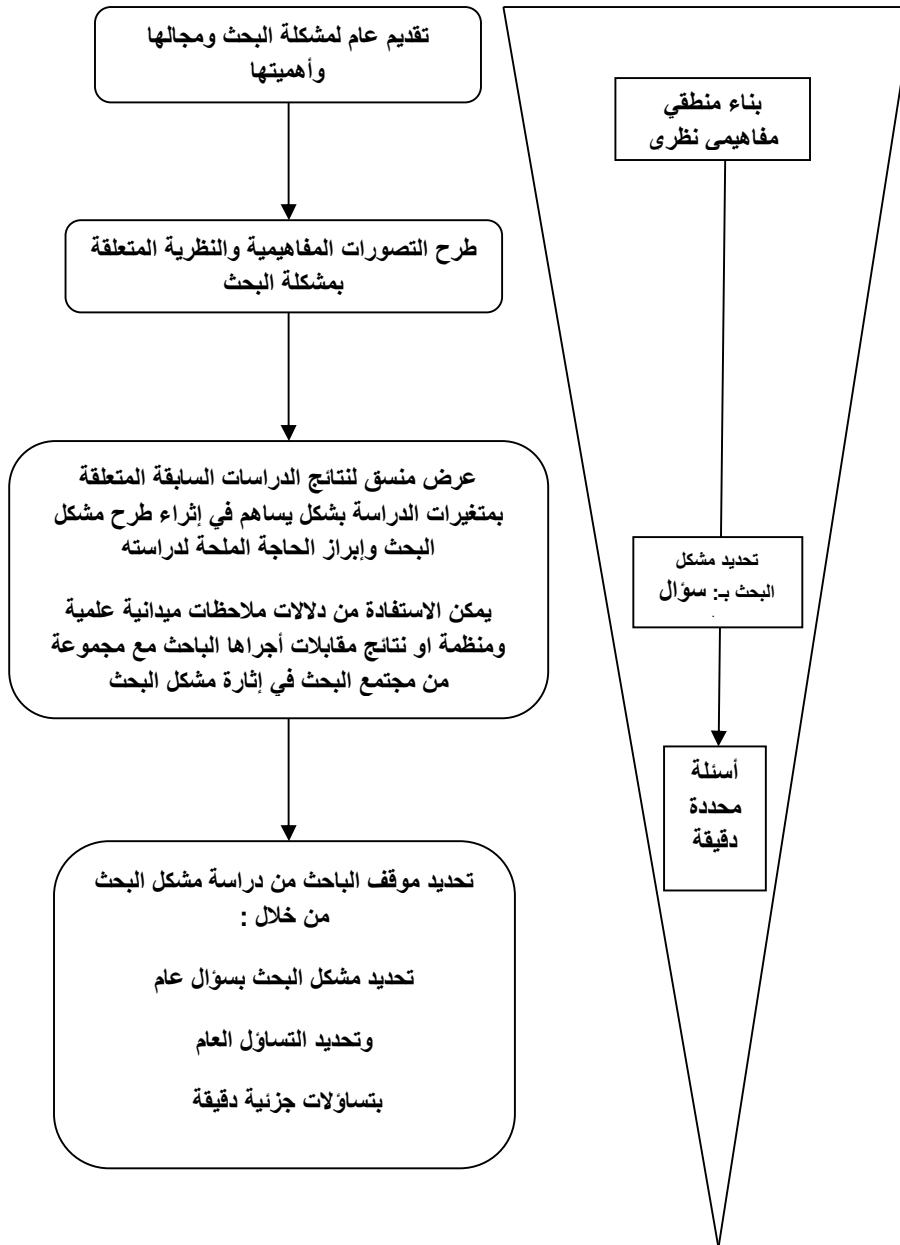 تقديم عام لمشكلة البحث ومجالها
وأهميتها
طرح التصورات المفاهيمية والنظرية المتعلقة
بمشكلة البحث
عرض منسق لنتائج الدراسات السابقة المتعلقة
بمتغيرات الدراسة بشكل يساهم في إثراء طرح مشكل
البحث وإبراز الحاجة الملحة لدراسته
يمكن الاستفادة من دلالات ملاحظات ميدانية علمية
ومنظمة او نتائج مقابلات أجراها الباحث مع مجموعة
من مجتمع البحث في إثارة مشكل البحث
تحديد موقف الباحث من دراسة مشكل البحث
من خلال :
تحديد مشكل البحث بسؤال عام
وتحديد التساؤل العام
بتساؤلات جزئية دقيقة
بناء منطقي
مفاهيمى نظرى
تحديد مشكل
البحث بـ: سؤال
.
أسئلة
محددة
دقيقة